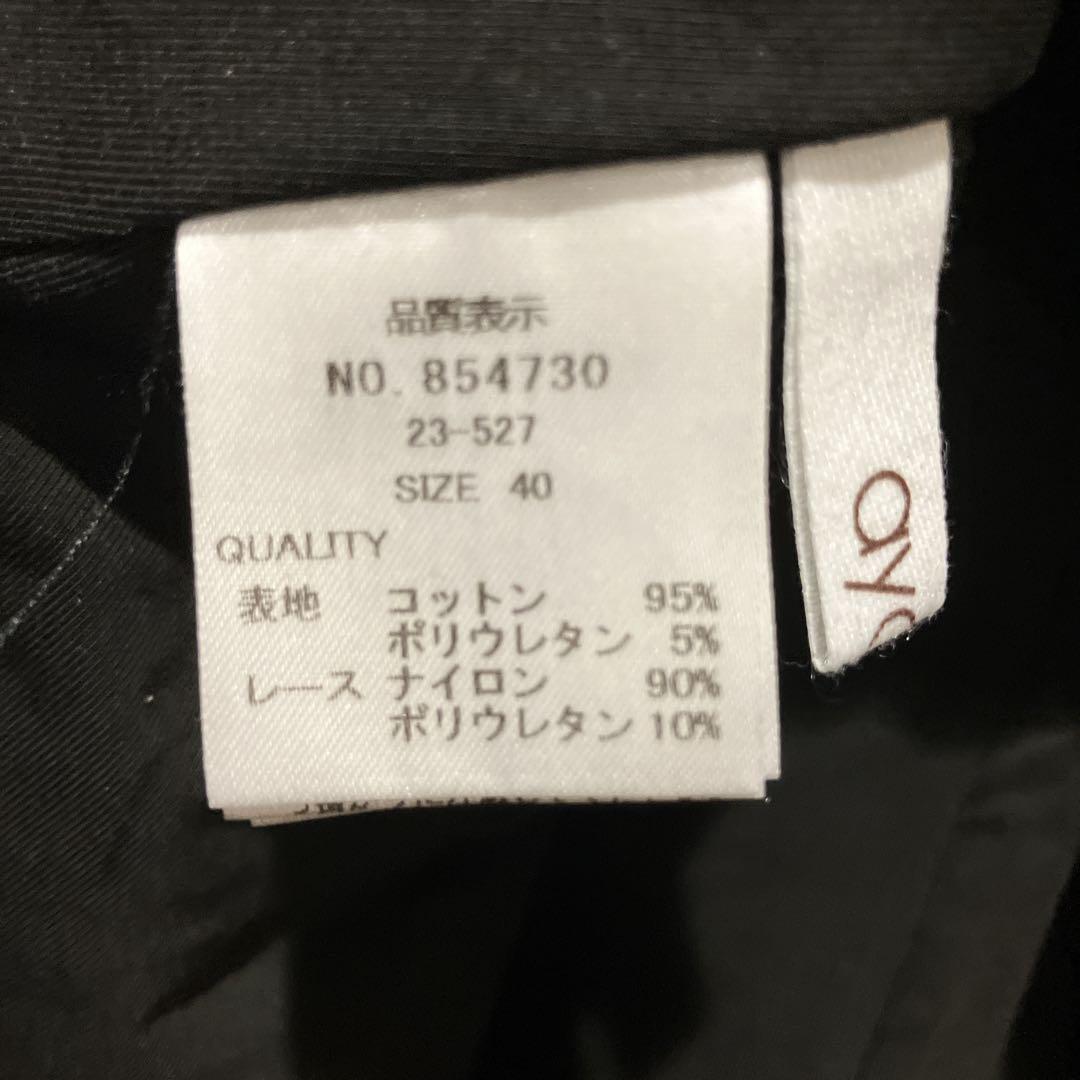 品質表示
NO. 854730
23-527
SIZE 40
QUALITY
表地 コットン 95%
ポリウレタン 5%
レース ナイロン 90%
ポリウレタン 10%
ay